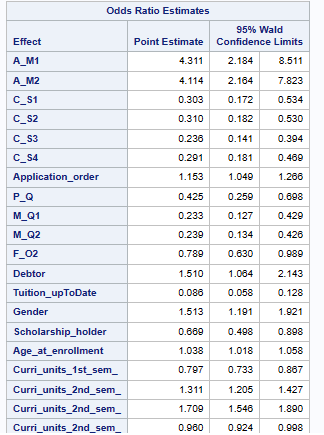 Odds Ratio Estimates
Effect Point Estimate 95% Wald Confidence Limits
A_M1 4.311 2.184 8.511
A_M2 4.114 2.164 7.823
C_S1 0.303 0.172 0.534
C_S2 0.310 0.182 0.530
C_S3 0.236 0.141 0.394
C_S4 0.291 0.181 0.469
Application_order 1.153 1.049 1.266
P_Q 0.425 0.259 0.698
M_Q1 0.233 0.127 0.429
M_Q2 0.239 0.134 0.426
F_O2 0.789 0.630 0.989
Debtor 1.510 1.064 2.143
Tuition_upToDate 0.086 0.058 0.128
Gender 1.513 1.191 1.921
Scholarship_holder 0.669 0.498 0.898
Age_at_enrollment 1.038 1.018 1.058
Curri_units_1st_sem_ 0.797 0.733 0.867
Curri_units_2nd_sem_ 1.311 1.205 1.427
Curri_units_2nd_sem_ 1.709 1.546 1.890
Curri_units_2nd_sem_ 0.960 0.924 0.998